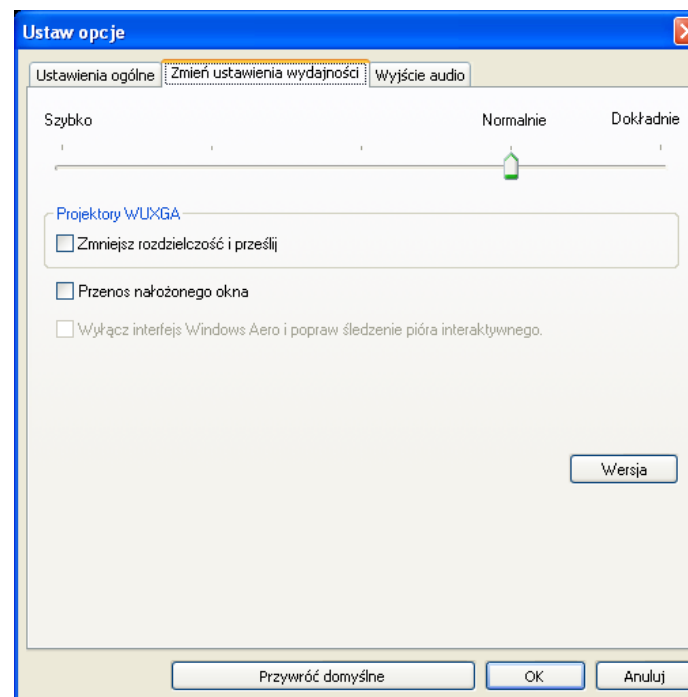 Ustaw opcje
Ustawienia ogólne Zmień ustawienia wydajności Wyjście audio
Szybko Normalnie Dokładnie
Projektory WUXGA
Zmniejsz rozdzielczość i prześlij
Przenos nałożonego okna
Wyłącz interfejs Windows Aero i popraw śledzenie pióra interaktywnego.
Wersja
Przywróć domyślne OK Anuluj